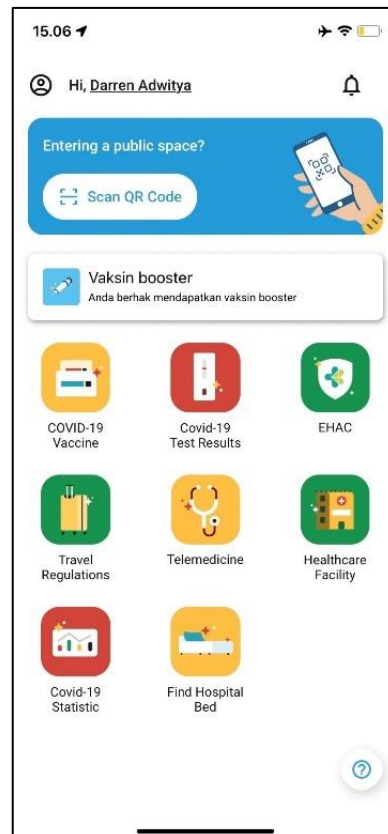 15.06
Hi, Darren Adwitya
Entering a public space?
Scan QR Code
Vaksin booster
Anda berhak mendapatkan vaksin booster
COVID-19
Vaccine
Covid-19
Test Results
EHAC
Travel
Regulations
Telemedicine
Healthcare
Facility
Covid-19
Statistic
Find Hospital
Bed
?